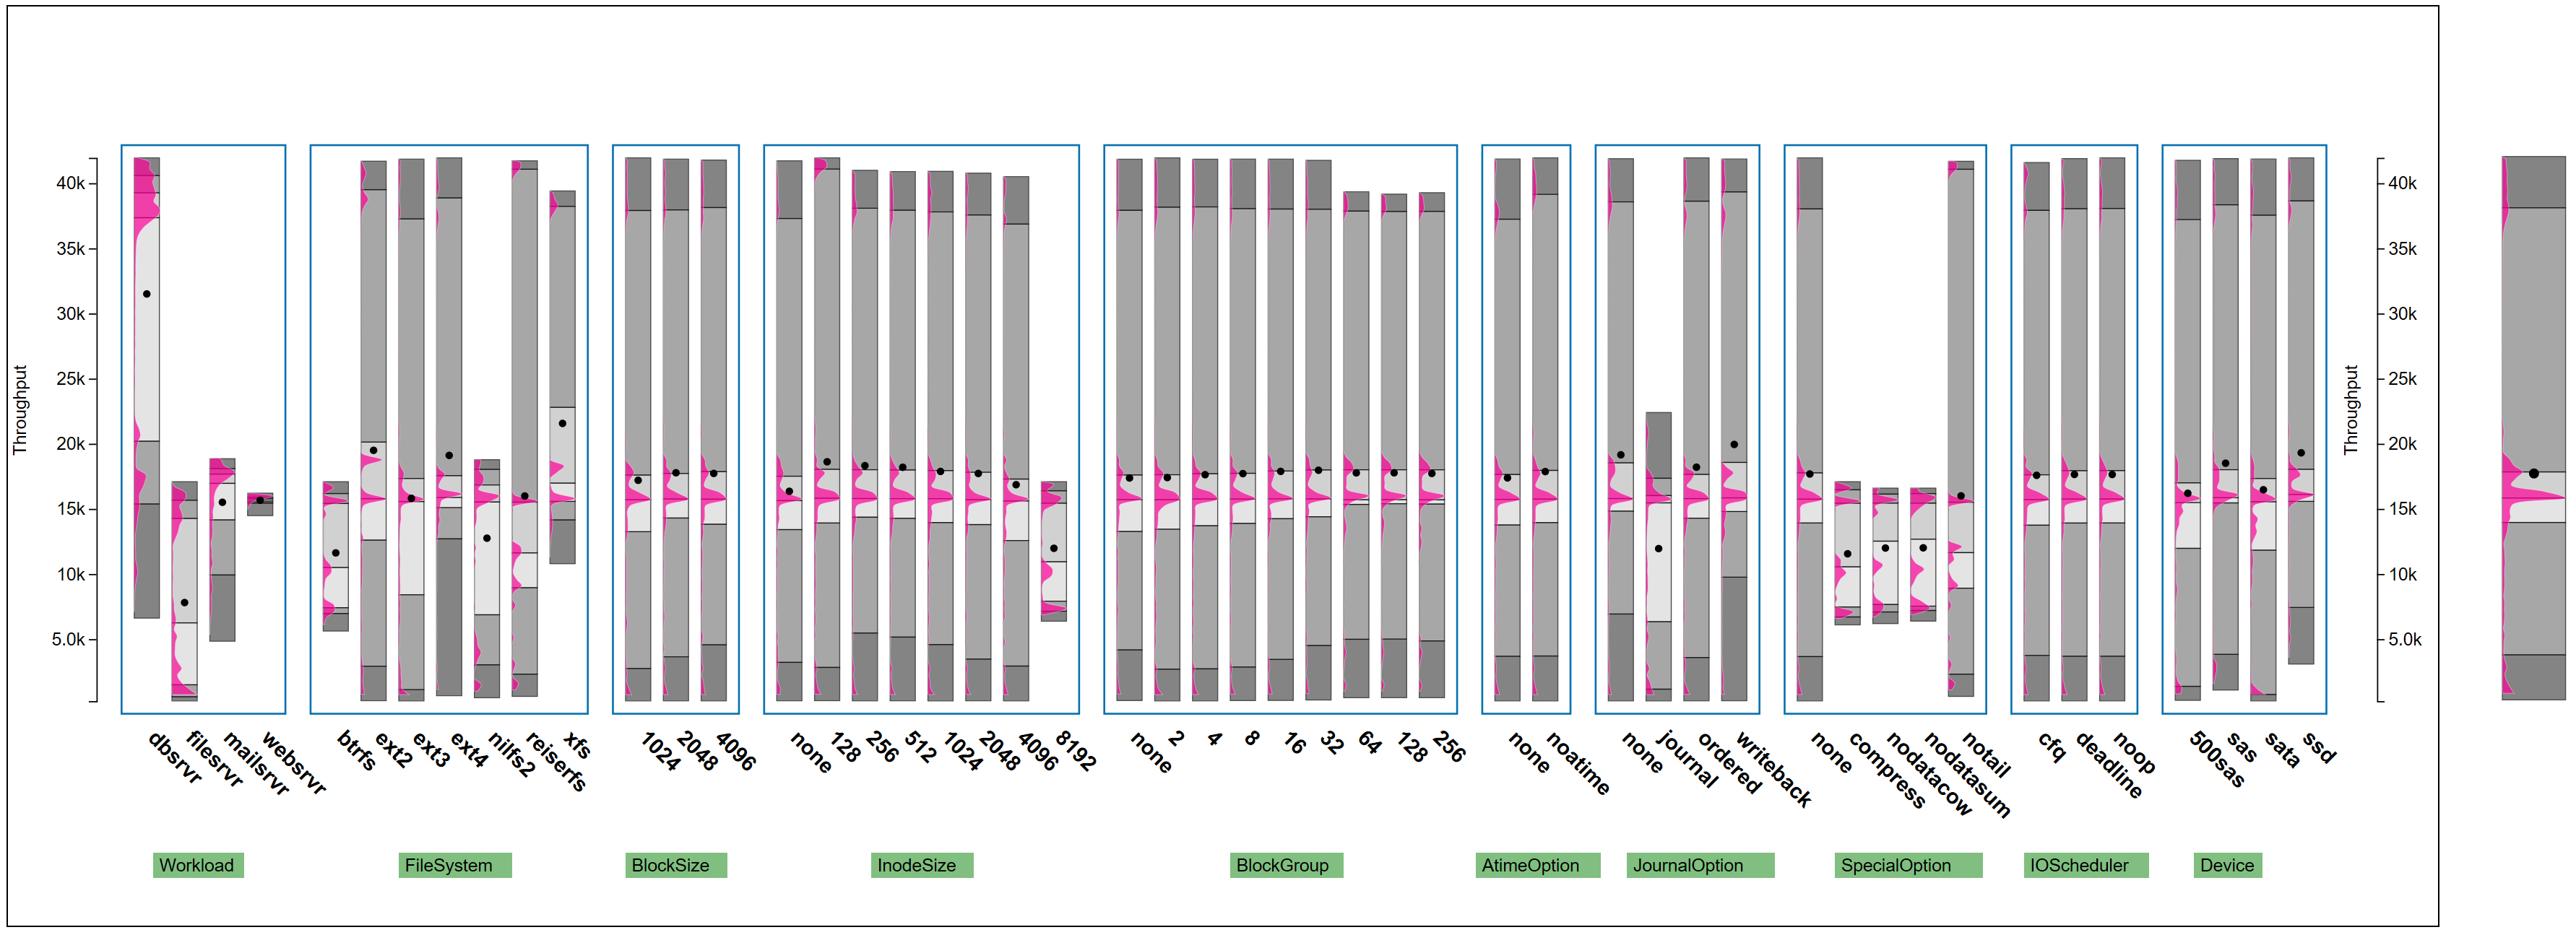 Throughput
40k
35k
30k
25k
20k
15k
10k
5.0k
dbsrvr
filesrvr
mailsrvr
websrvr
btrfs
ext2
ext3
ext4
nilfs2
reiserfs
xfs
1024
2048
4096
none
128
256
512
1024
2048
4096
8192
none
2
4
8
16
32
64
128
256
none
noatime
none
journal
ordered
writeback
none
compress
nodatacow
nodatasum
notail
cfq
deadline
noop
500sas
sas
sata
ssd
Throughput
40k
35k
30k
25k
20k
15k
10k
5.0k
Workload
FileSystem
BlockSize
InodeSize
BlockGroup
AtimeOption
JournalOption
SpecialOption
IOScheduler
Device